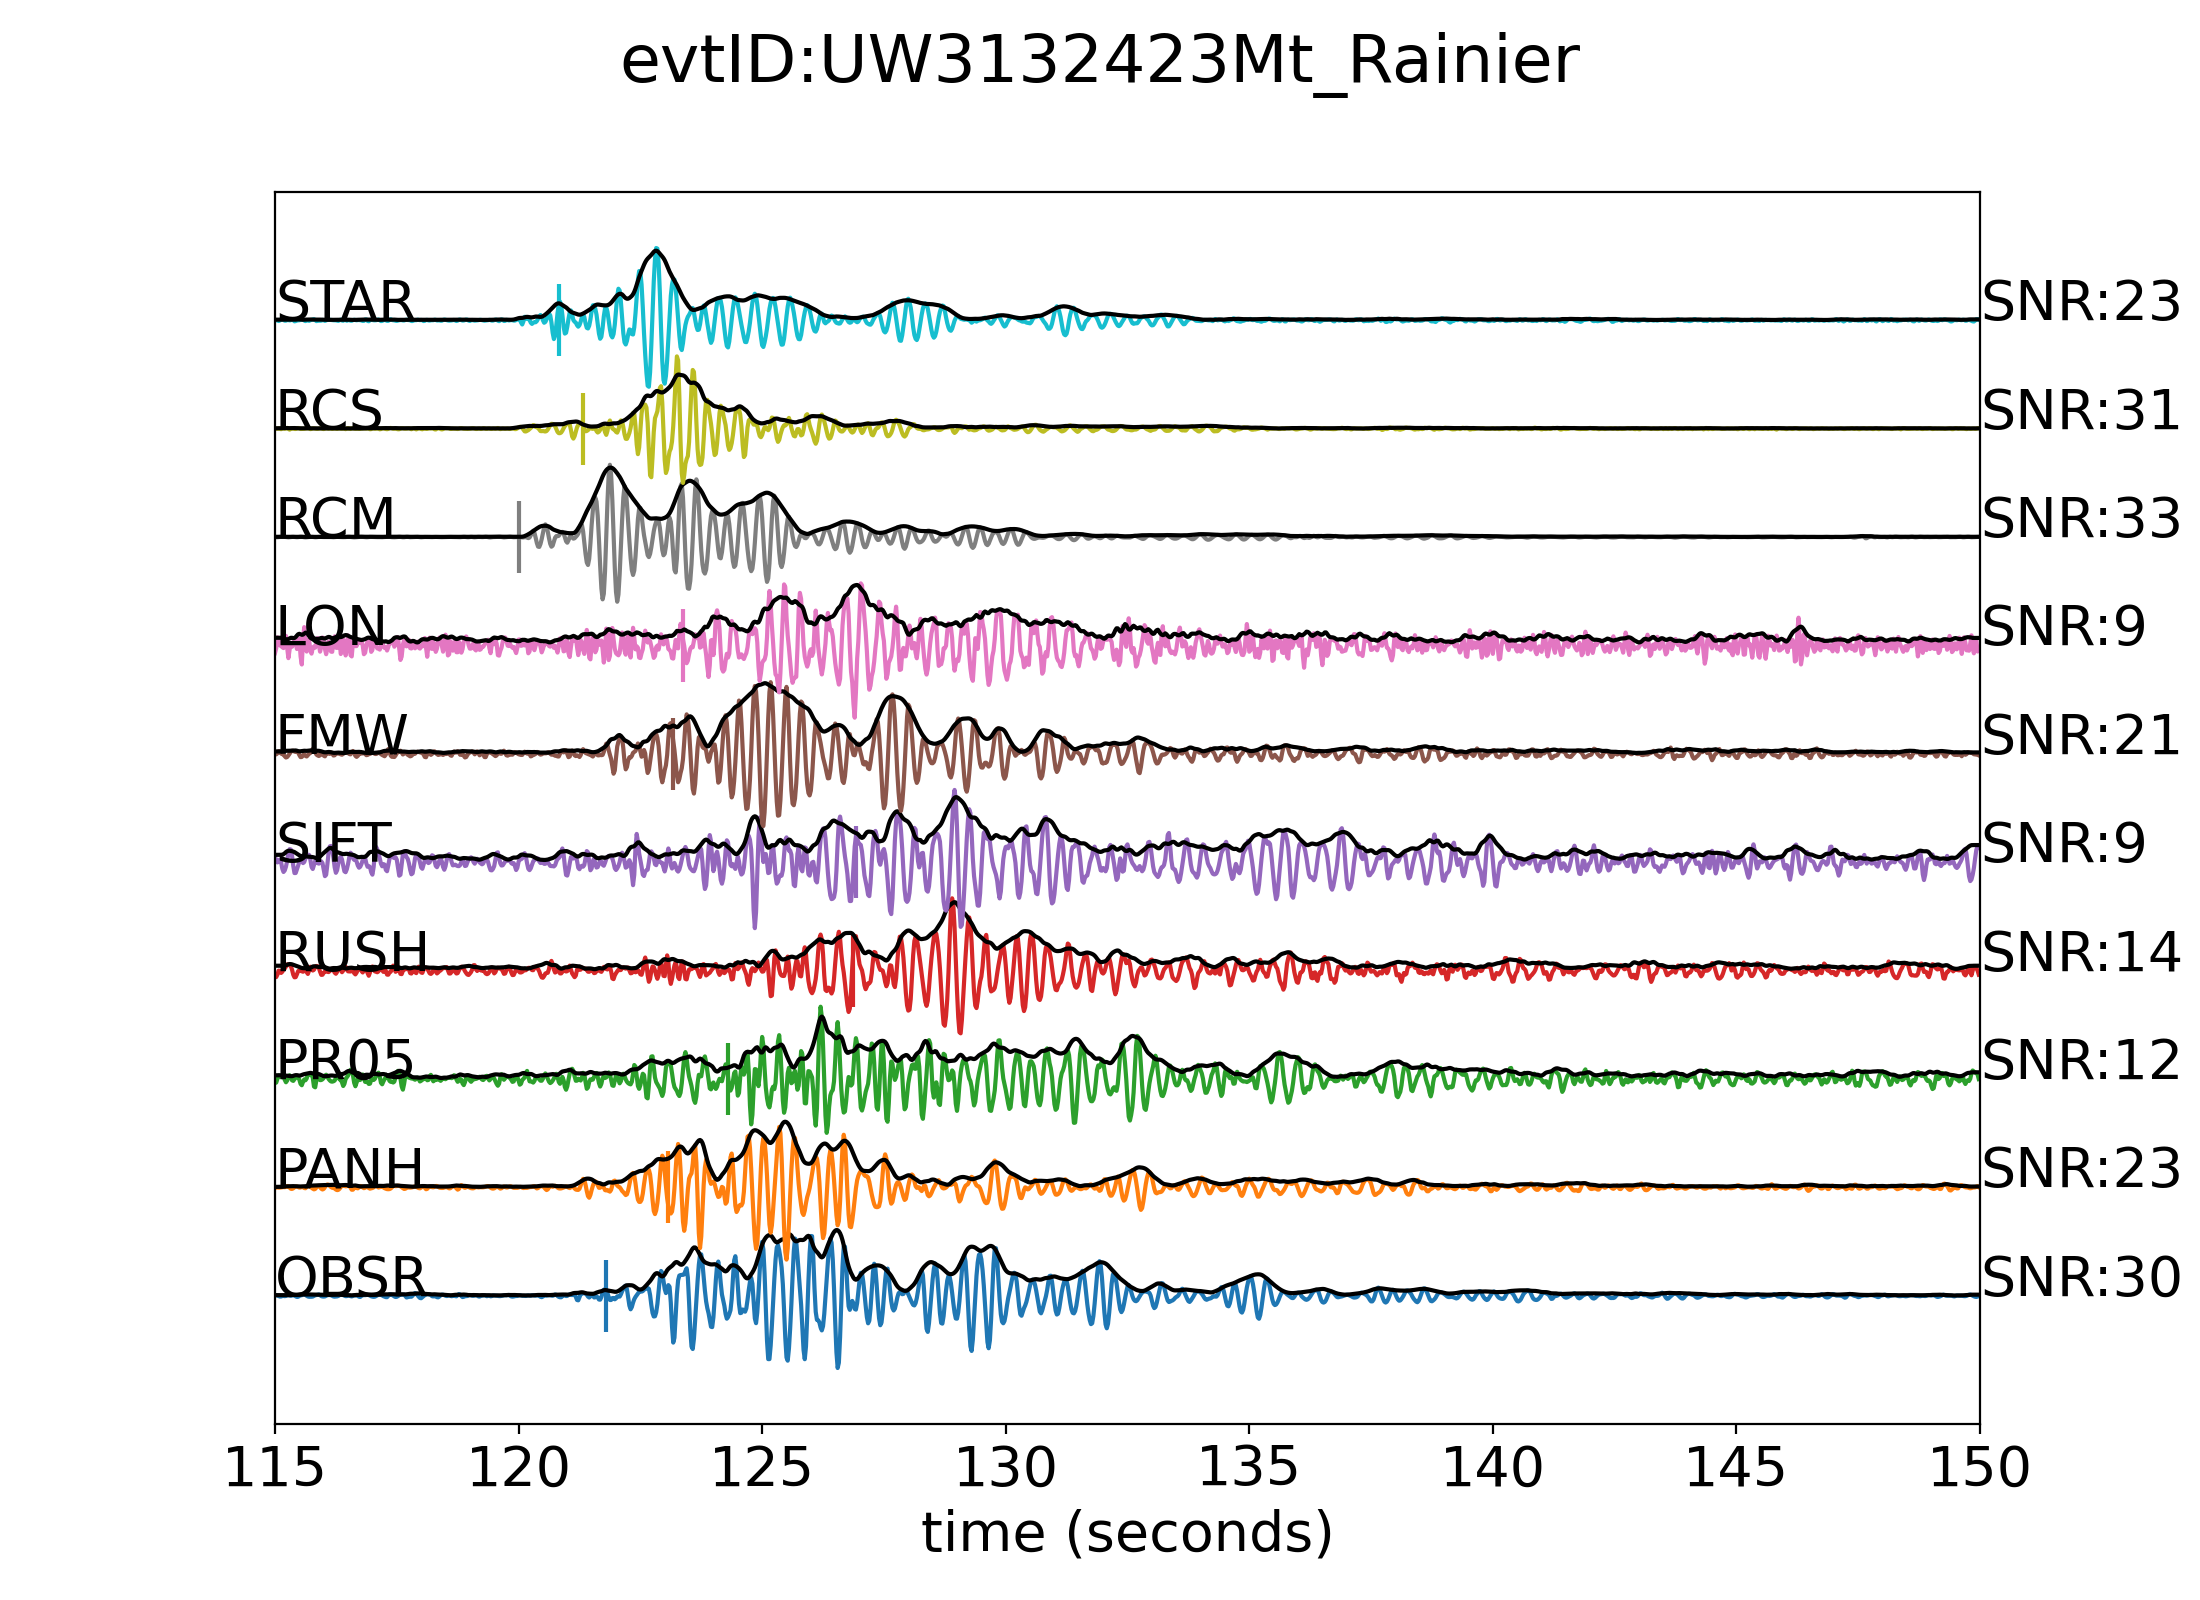 evtID:UW3132423Mt_Rainier
STAR SNR:23
RCS SNR:31
RCM SNR:33
LON SNR:9
FMW SNR:21
SIFT SNR:9
RUSH SNR:14
PR05 SNR:12
PANH SNR:23
OBSR SNR:30
115 120 125 130 135 140 145 150
time (seconds)